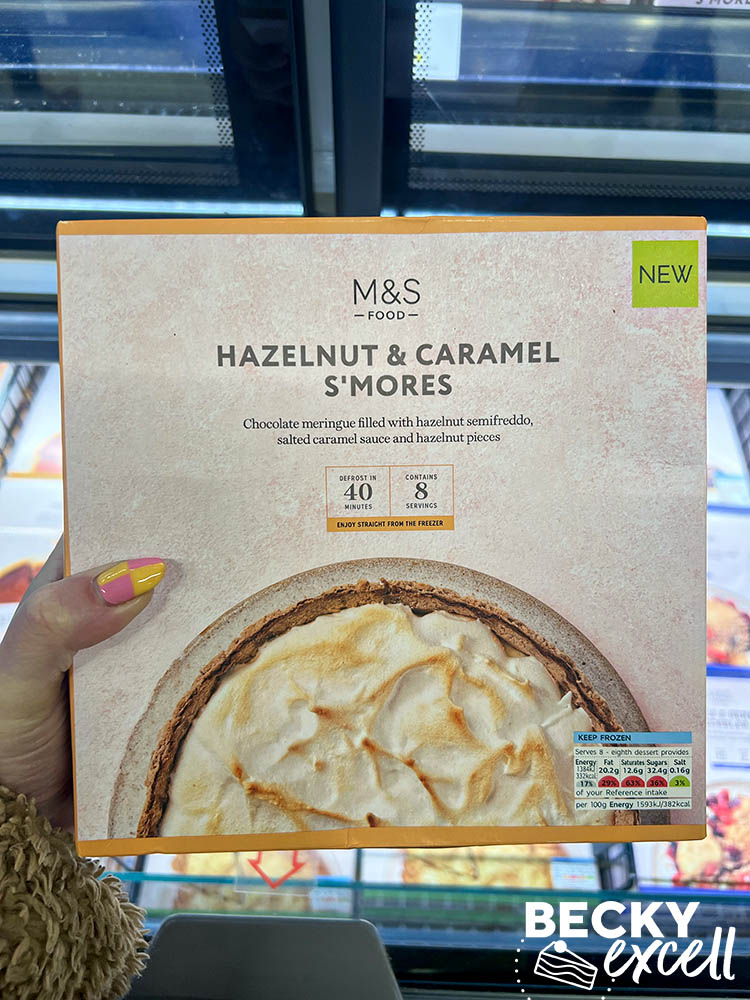 NEW
M&S
FOOD
HAZELNUT & CARAMEL
S'MORES
Chocolate meringue filled with hazelnut semifreddo,
salted caramel sauce and hazelnut pieces
DEFROST IN
40
MINUTES
CONTAINS
8
SERVINGS
ENJOY STRAIGHT FROM THE FREEZER
KEEP FROZEN
Serves 8 - eighth dessert provides
Energy Fat Saturates Sugars Salt
1384kJ
332kcal 20.2g 12.6g 32.4g 0.16g
17% 29% 63% 36% 3%
of your Reference intake
per 100g Energy 1593kJ/382kcal
BECKY
excell